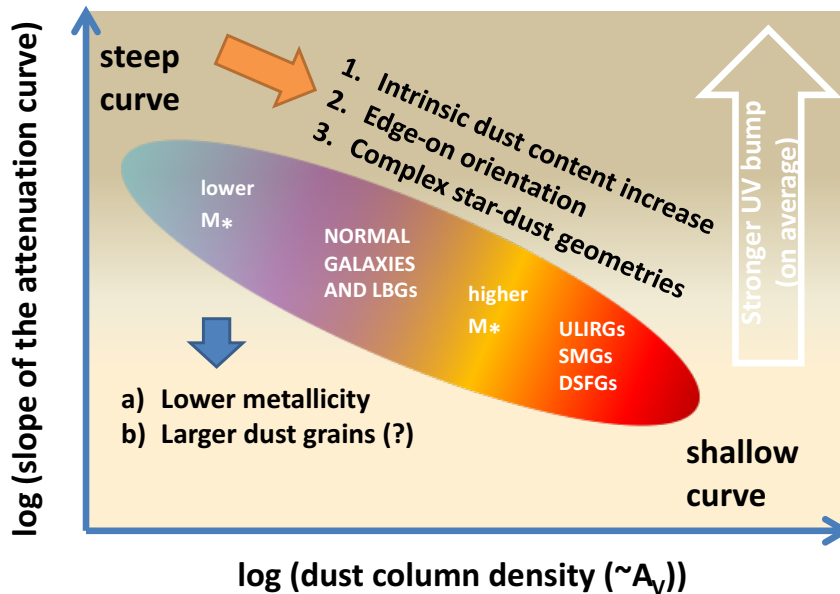 steep
curve
1. Intrinsic dust content increase
2. Edge-on orientation
3. Complex star-dust geometries
Stronger UV bump
(on average)
lower
M*
NORMAL
GALAXIES
AND LBGs
higher
M*
ULIRGs
SMGs
DSFGs
a) Lower metallicity
b) Larger dust grains (?)
shallow
curve
log (slope of the attenuation curve)
log (dust column density (~Av))